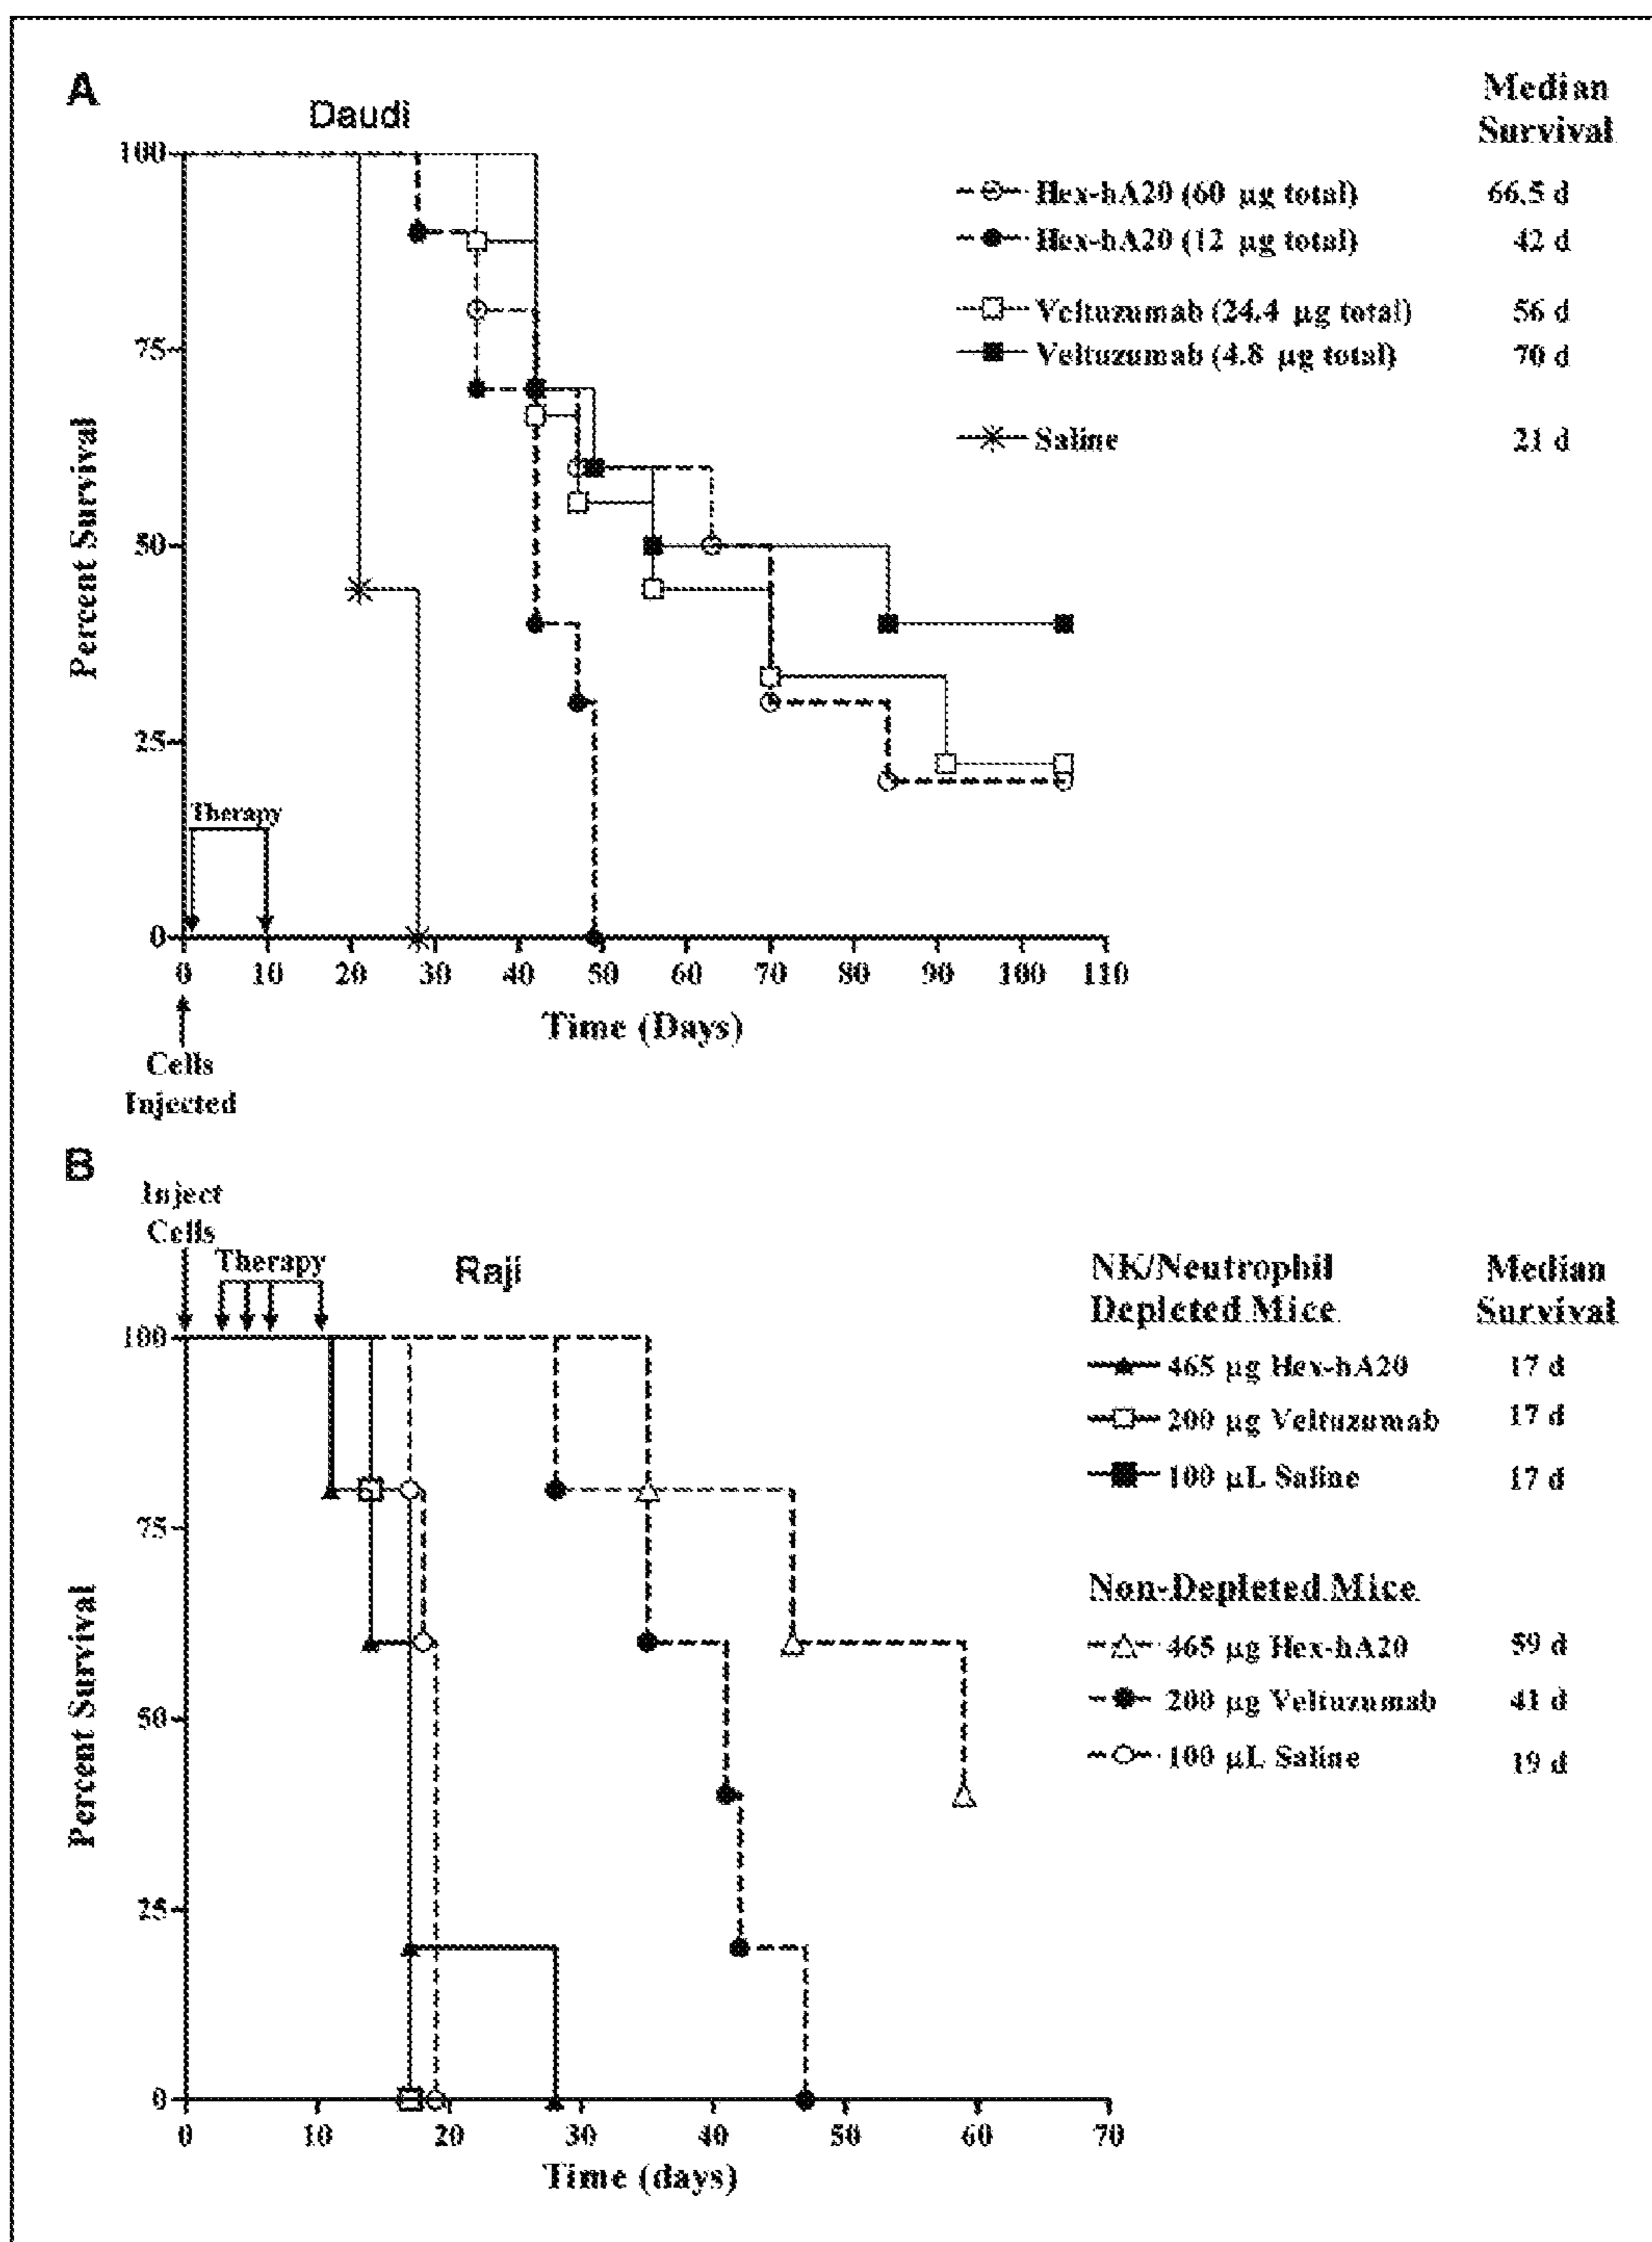 A
Daudi
Median
Survival
Hex-hA20 (60 µg total) 66.5 d
Hex-hA20 (12 µg total) 42 d
Veltuzumab (24.4 µg total) 56 d
Veltuzumab (4.8 µg total) 70 d
Saline 21 d
Percent Survival
100
75
50
25
0
Therapy
0 10 20 30 40 50 60 70 80 90 100 110
Time (Days)
Cells
Injected
B
Inject
Cells
Therapy
Raji
NK/Neutrophil
Depleted Mice
Median
Survival
465 µg Hex-hA20 17 d
200 µg Veltuzumab 17 d
100 µL Saline 17 d
Non-Depleted Mice
465 µg Hex-hA20 59 d
200 µg Veltuzumab 41 d
100 µL Saline 19 d
Percent Survival
100
75
50
25
0
0 10 20 30 40 50 60 70
Time (days)